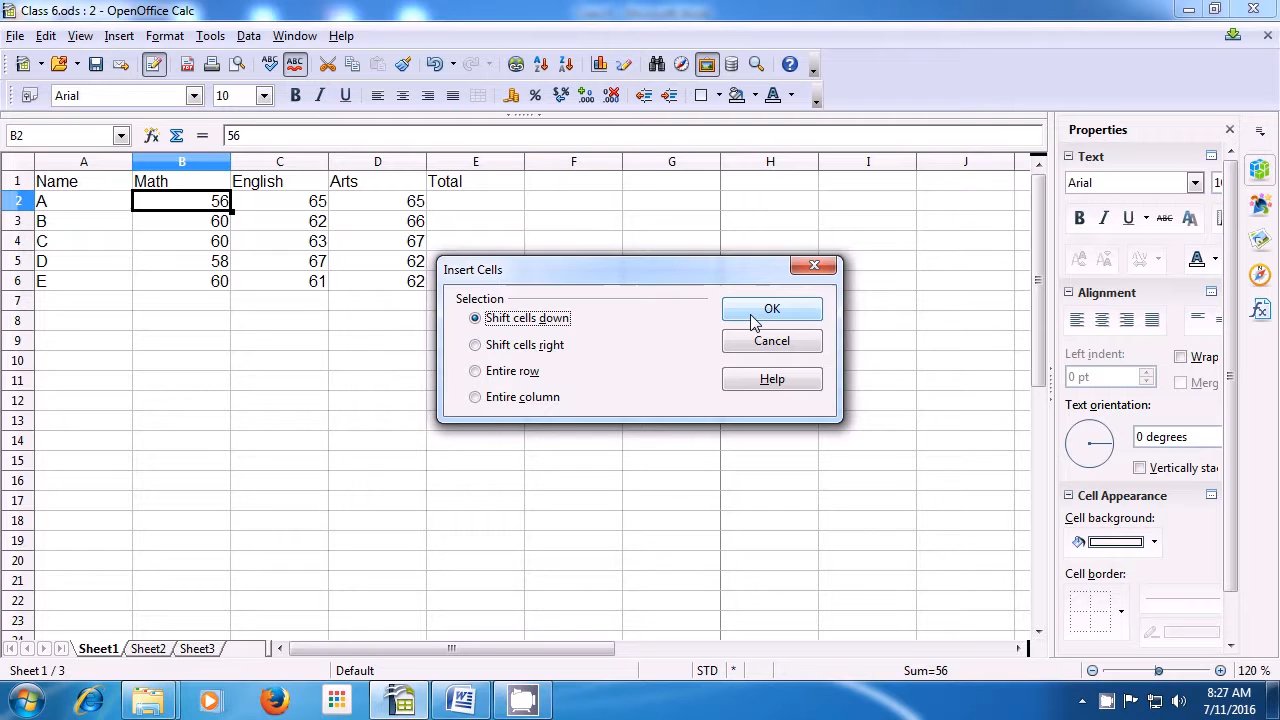 Class 6.ods : 2 - OpenOffice Calc
File Edit View Insert Format Tools Data Window Help
Arial 10
B2 56
Properties
A B C D E F G H I J
Text
1 Name Math English Arts Total
Arial
2 A 56 65 65
3 B 60 62 66
4 C 60 63 67
5 D 58 67 62
6 E 60 61 62
7
8
9
10
11
12
13
14
15
16
17
18
19
20
21
22
23
Insert Cells
Selection
Shift cells down
Shift cells right
Entire row
Entire column
OK
Cancel
Help
Alignment
Left indent:
Wrap
0 pt
Merg
Text orientation:
0 degrees
Vertically sta
Cell Appearance
Cell background:
Cell border:
Sheet1 Sheet2 Sheet3
Sheet 1 / 3 Default STD * Sum=56 120 %
8:27 AM
7/11/2016